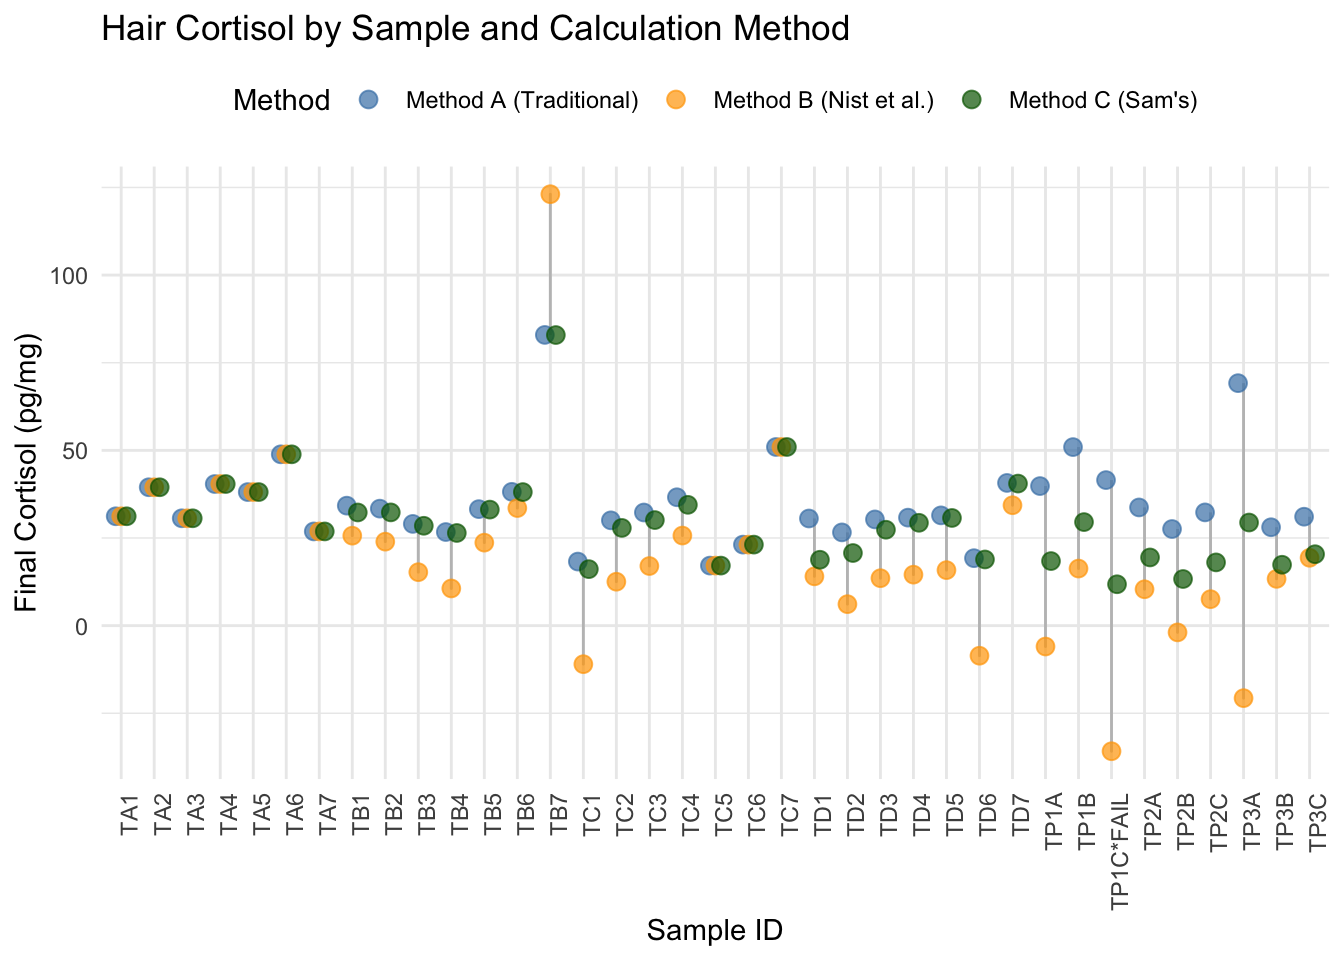 Hair Cortisol by Sample and Calculation Method
Method Method A (Traditional) Method B (Nist et al.) Method C (Sam's)
Final Cortisol (pg/mg)
100
50
0
TA1 TA2 TA3 TA4 TA5 TA6 TA7 TB1 TB2 TB3 TB4 TB5 TB6 TB7 TC1 TC2 TC3 TC4 TC5 TC6 TC7 TD1 TD2 TD3 TD4 TD5 TD6 TD7 TP1A TP1B TP1C*FAIL TP2A TP2B TP2C TP3A TP3B TP3C
Sample ID